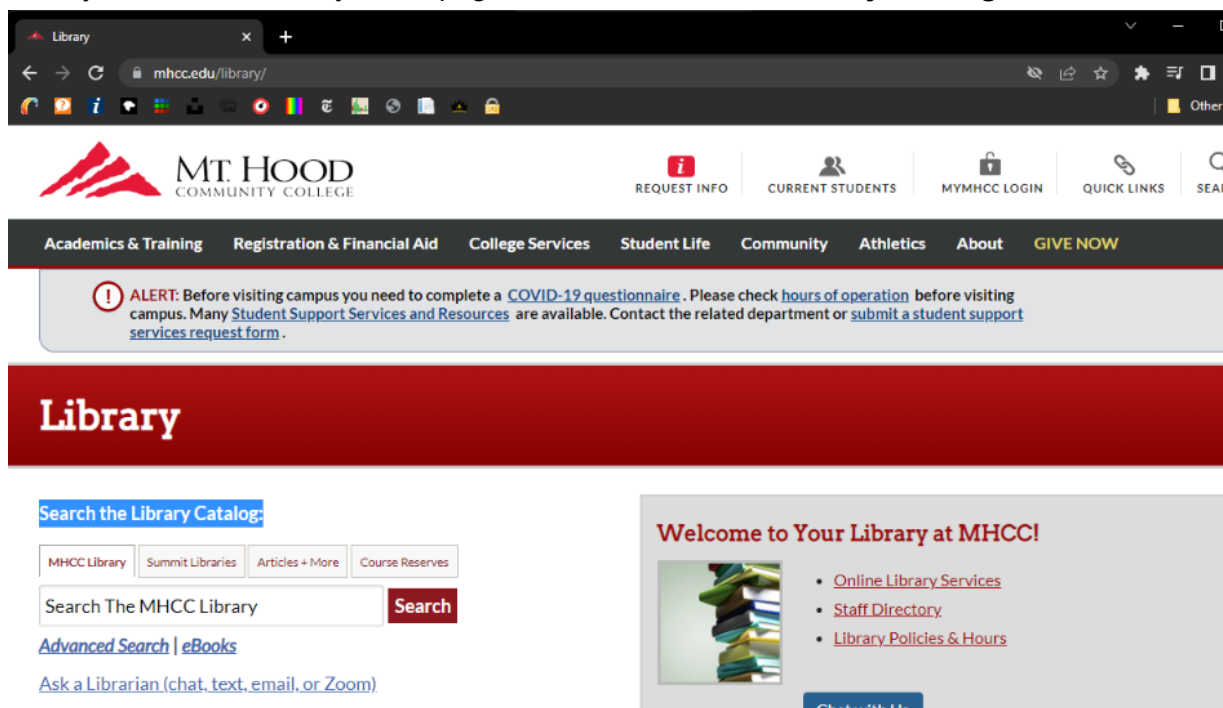 Library
mhcc.edu/library/
Other
MT. HOOD
COMMUNITY COLLEGE
REQUEST INFO
CURRENT STUDENTS
MYMHCC LOGIN
QUICK LINKS
Academics & Training Registration & Financial Aid College Services Student Life Community Athletics About GIVE NOW
ALERT: Before visiting campus you need to complete a COVID-19 questionnaire . Please check hours of operation before visiting
campus. Many Student Support Services and Resources are available. Contact the related department or submit a student support
services request form .
Library
Search the Library Catalog:
MHCC Library Summit Libraries Articles + More Course Reserves
Search The MHCC Library Search
Advanced Search | eBooks
Ask a Librarian (chat, text, email, or Zoom)
Welcome to Your Library at MHCC!
• Online Library Services
• Staff Directory
• Library Policies & Hours
Chat with Us